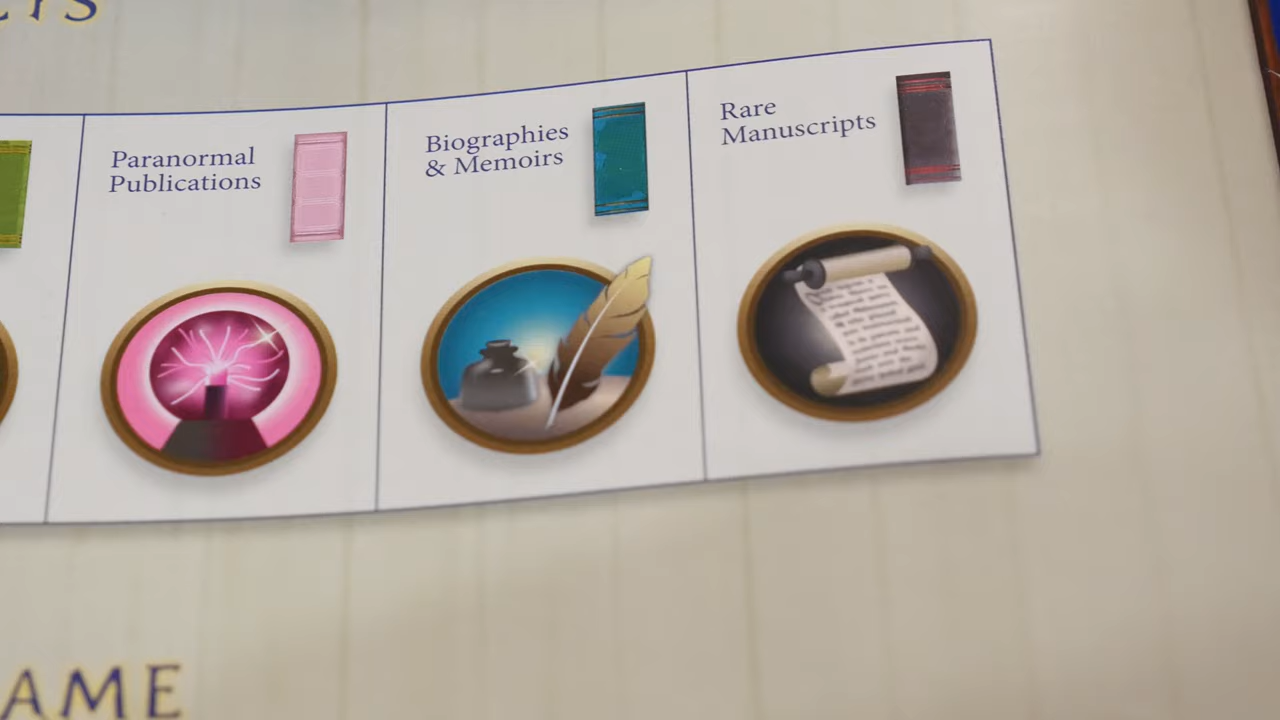 Paranormal
Publications
Biographies
& Memoirs
Rare
Manuscripts
AME